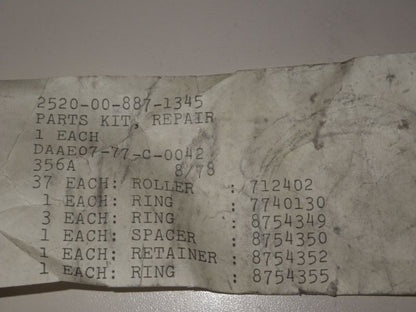 2520-00-887-1345
PARTS KIT, REPAIR
1 EACH
DAAE07-77-C-0042
356A 8/78
37 EACH: ROLLER : 712402
1 EACH: RING : 7740130
3 EACH: RING : 8754349
1 EACH: SPACER : 8754350
1 EACH: RETAINER : 8754352
1 EACH: RING : 8754355